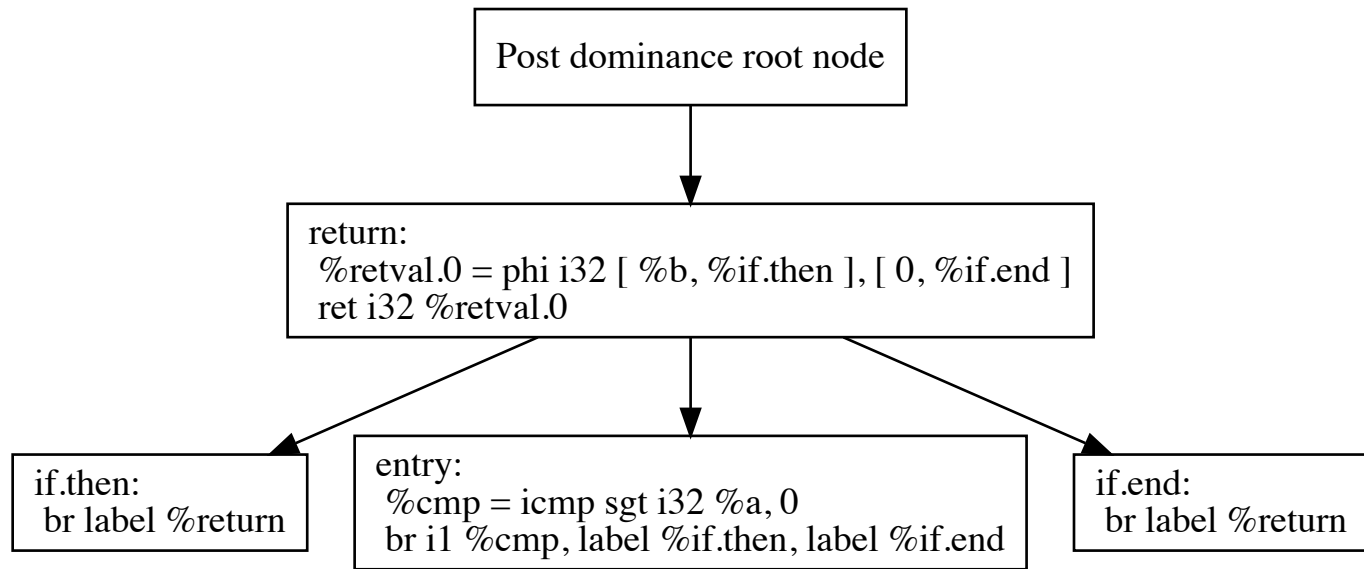 Post dominance root node
return:
%retval.0 = phi i32 [ %b, %if.then ], [ 0, %if.end ]
ret i32 %retval.0
if.then:
br label %return
entry:
%cmp = icmp sgt i32 %a, 0
br i1 %cmp, label %if.then, label %if.end
if.end:
br label %return